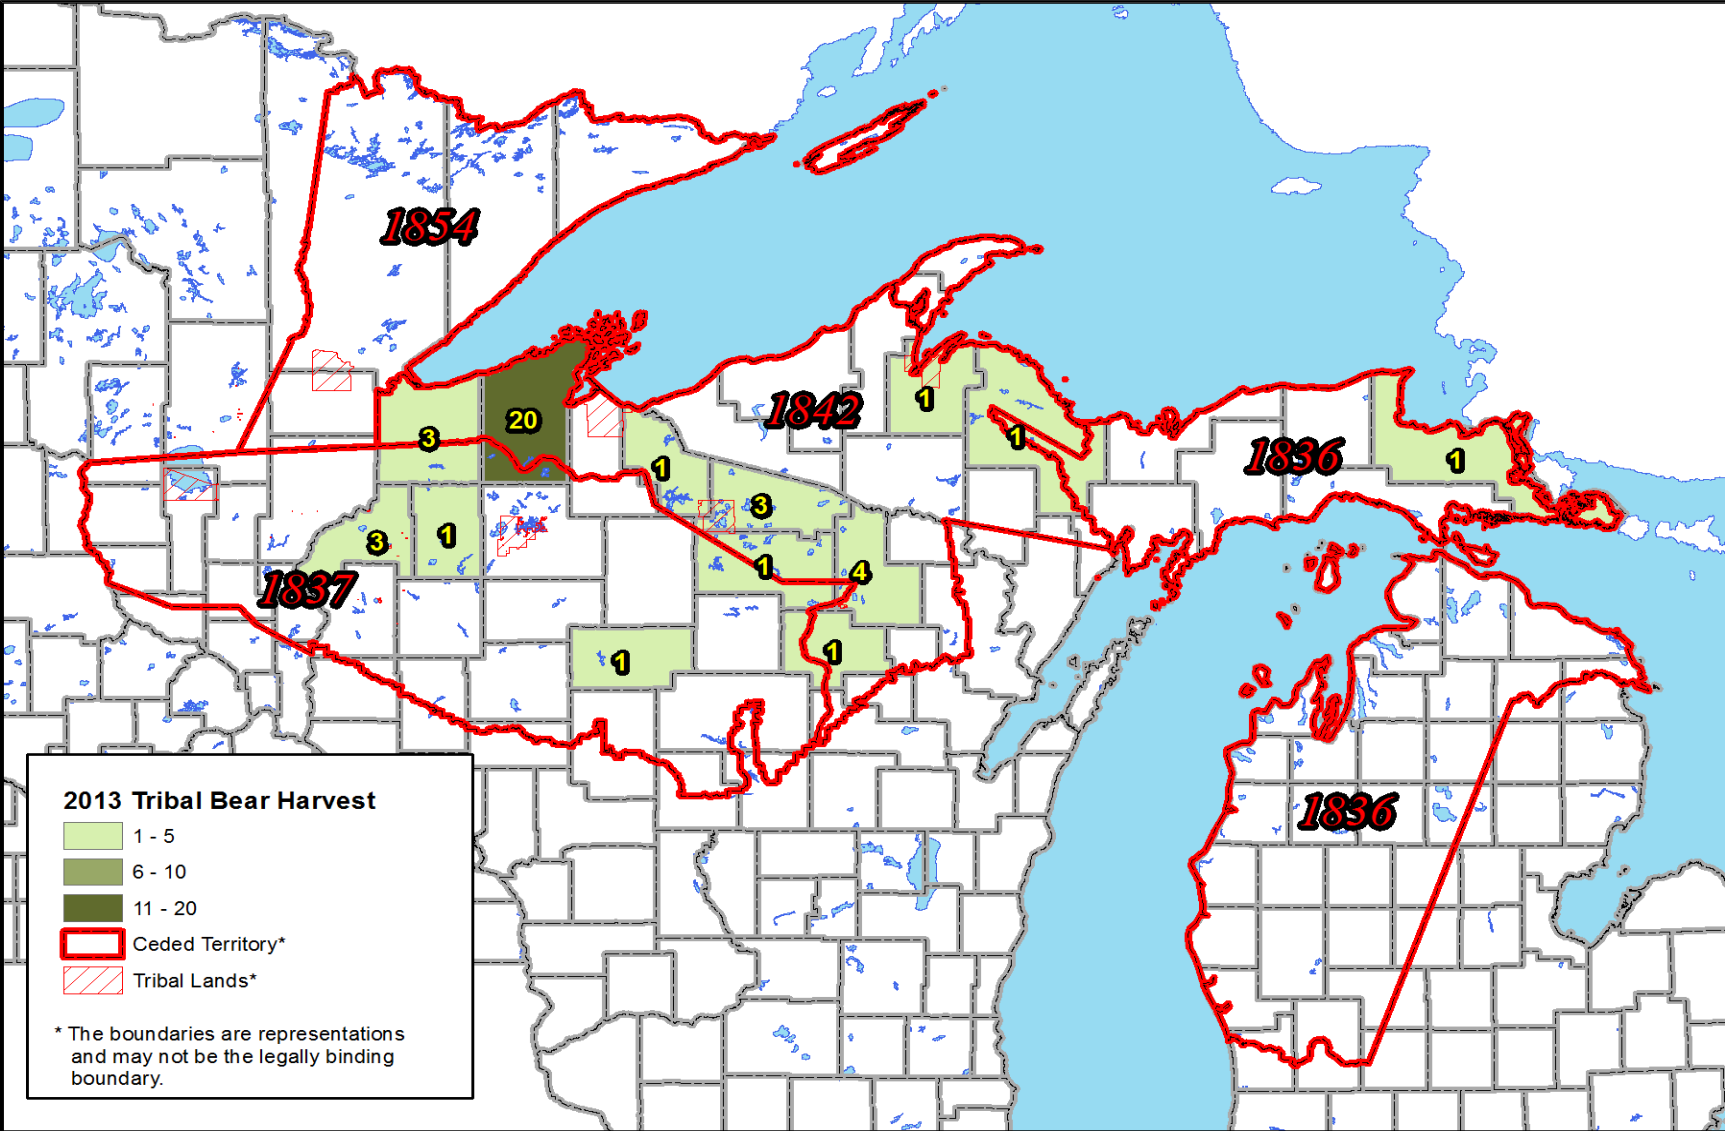 1854
1842
20
1
3
1
1836
1
1
3
3
1
1
4
1837
1
1
1836
2013 Tribal Bear Harvest
1 - 5
6 - 10
11 - 20
Ceded Territory*
Tribal Lands*
* The boundaries are representations
and may not be the legally binding
boundary.